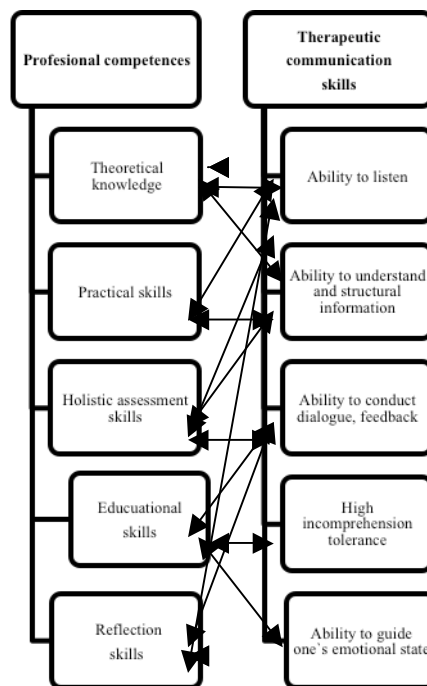 Profesional competences
Theoretical
knowledge
Practical skills
Holistic assessment
skills
Educuational
skills
Reflection
skills
Therapeutic
communication
skills
Ability to listen
Ability to understand
and structural
information
Ability to conduct
dialogue, feedback
High
incomprehension
tolerance
Ability to guide
one`s emotional state